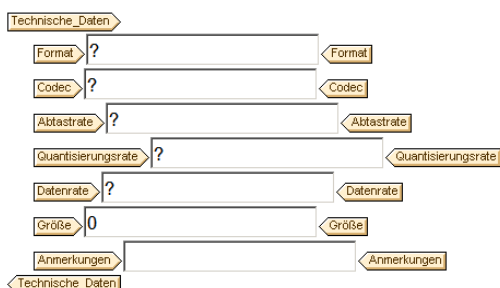 Technische_Daten
Format ? Format
Codec ? Codec
Abtastrate ? Abtastrate
Quantisierungsrate ? Quantisierungsrate
Datenrate ? Datenrate
Größe 0 Größe
Anmerkungen Anmerkungen
Technische_Daten